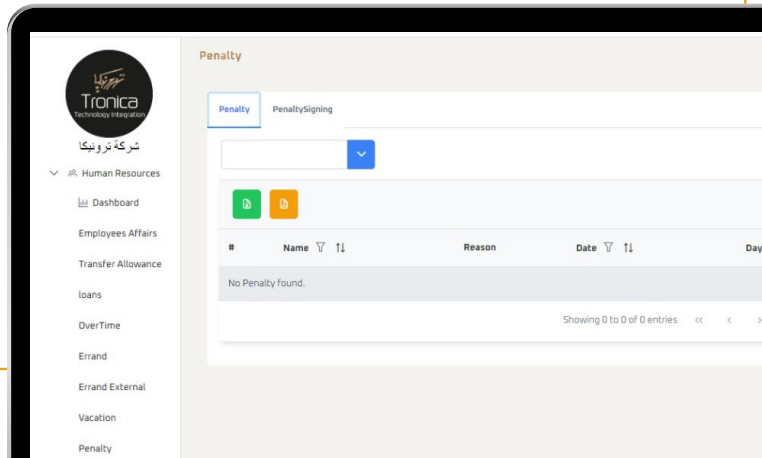 Penalty
ترونيكا
Tronica
Technology Integration
شركة ترونيكا
Human Resources
Dashboard
Employees Affairs
Transfer Allowance
loans
OverTime
Errand
Errand External
Vacation
Penalty
Penalty PenaltySigning
# Name Reason Date Day
No Penalty found.
Showing 0 to 0 of 0 entries << < >